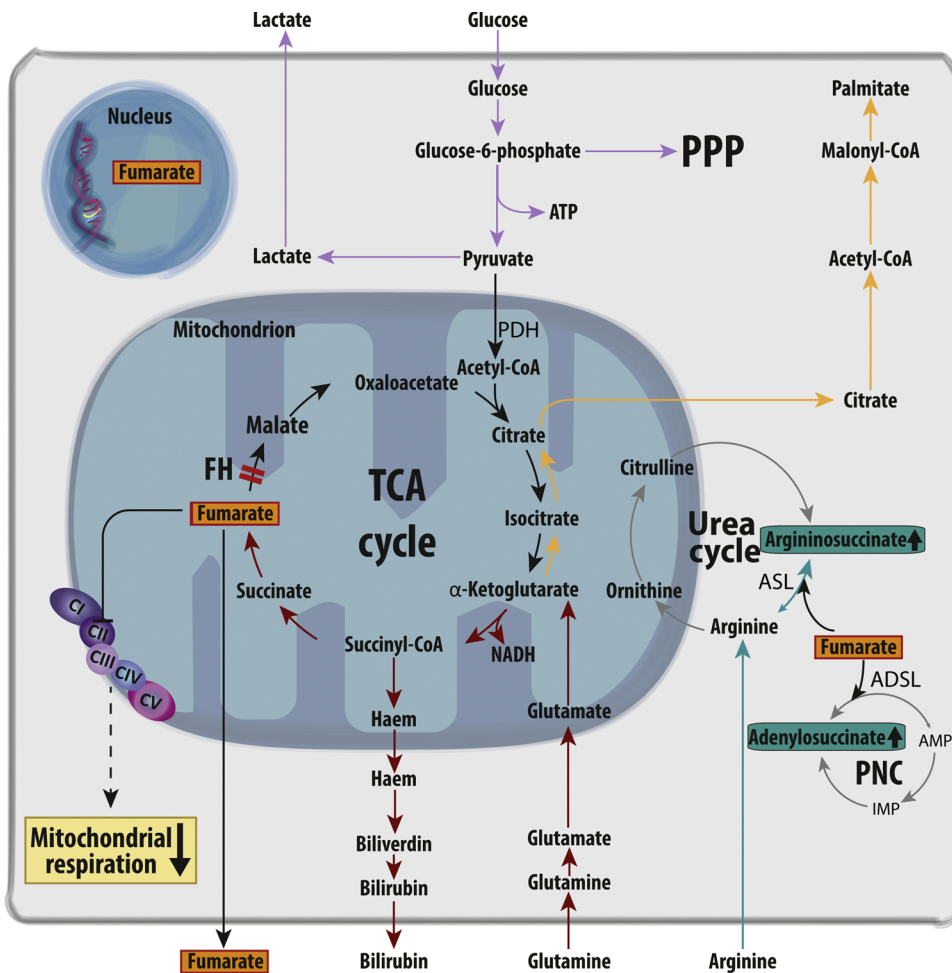 Lactate
Glucose
Glucose
Palmitate
Nucleus
Fumarate
Glucose-6-phosphate
PPP
Malonyl-CoA
ATP
Lactate
Pyruvate
Acetyl-CoA
Mitochondrion
PDH
Acetyl-CoA
Oxaloacetate
Malate
Citrate
Citrate
FH
TCA
cycle
Citrulline
Fumarate
Isocitrate
Urea
cycle
Argininosuccinate
ASL
Succinate
α-Ketoglutarate
Ornithine
CI
CII
CIII
CIV
CV
Succinyl-CoA
NADH
Arginine
Fumarate
ADSL
Haem
Glutamate
Adenylosuccinate
AMP
PNC
IMP
Haem
Mitochondrial
respiration
Biliverdin
Glutamate
Bilirubin
Glutamine
Fumarate
Bilirubin
Glutamine
Arginine